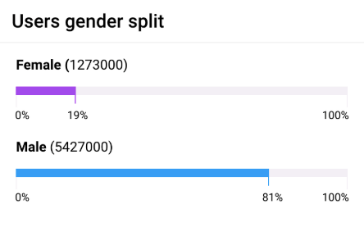 Users gender split
Female (1273000)
0% 19% 100%
Male (5427000)
0% 81% 100%